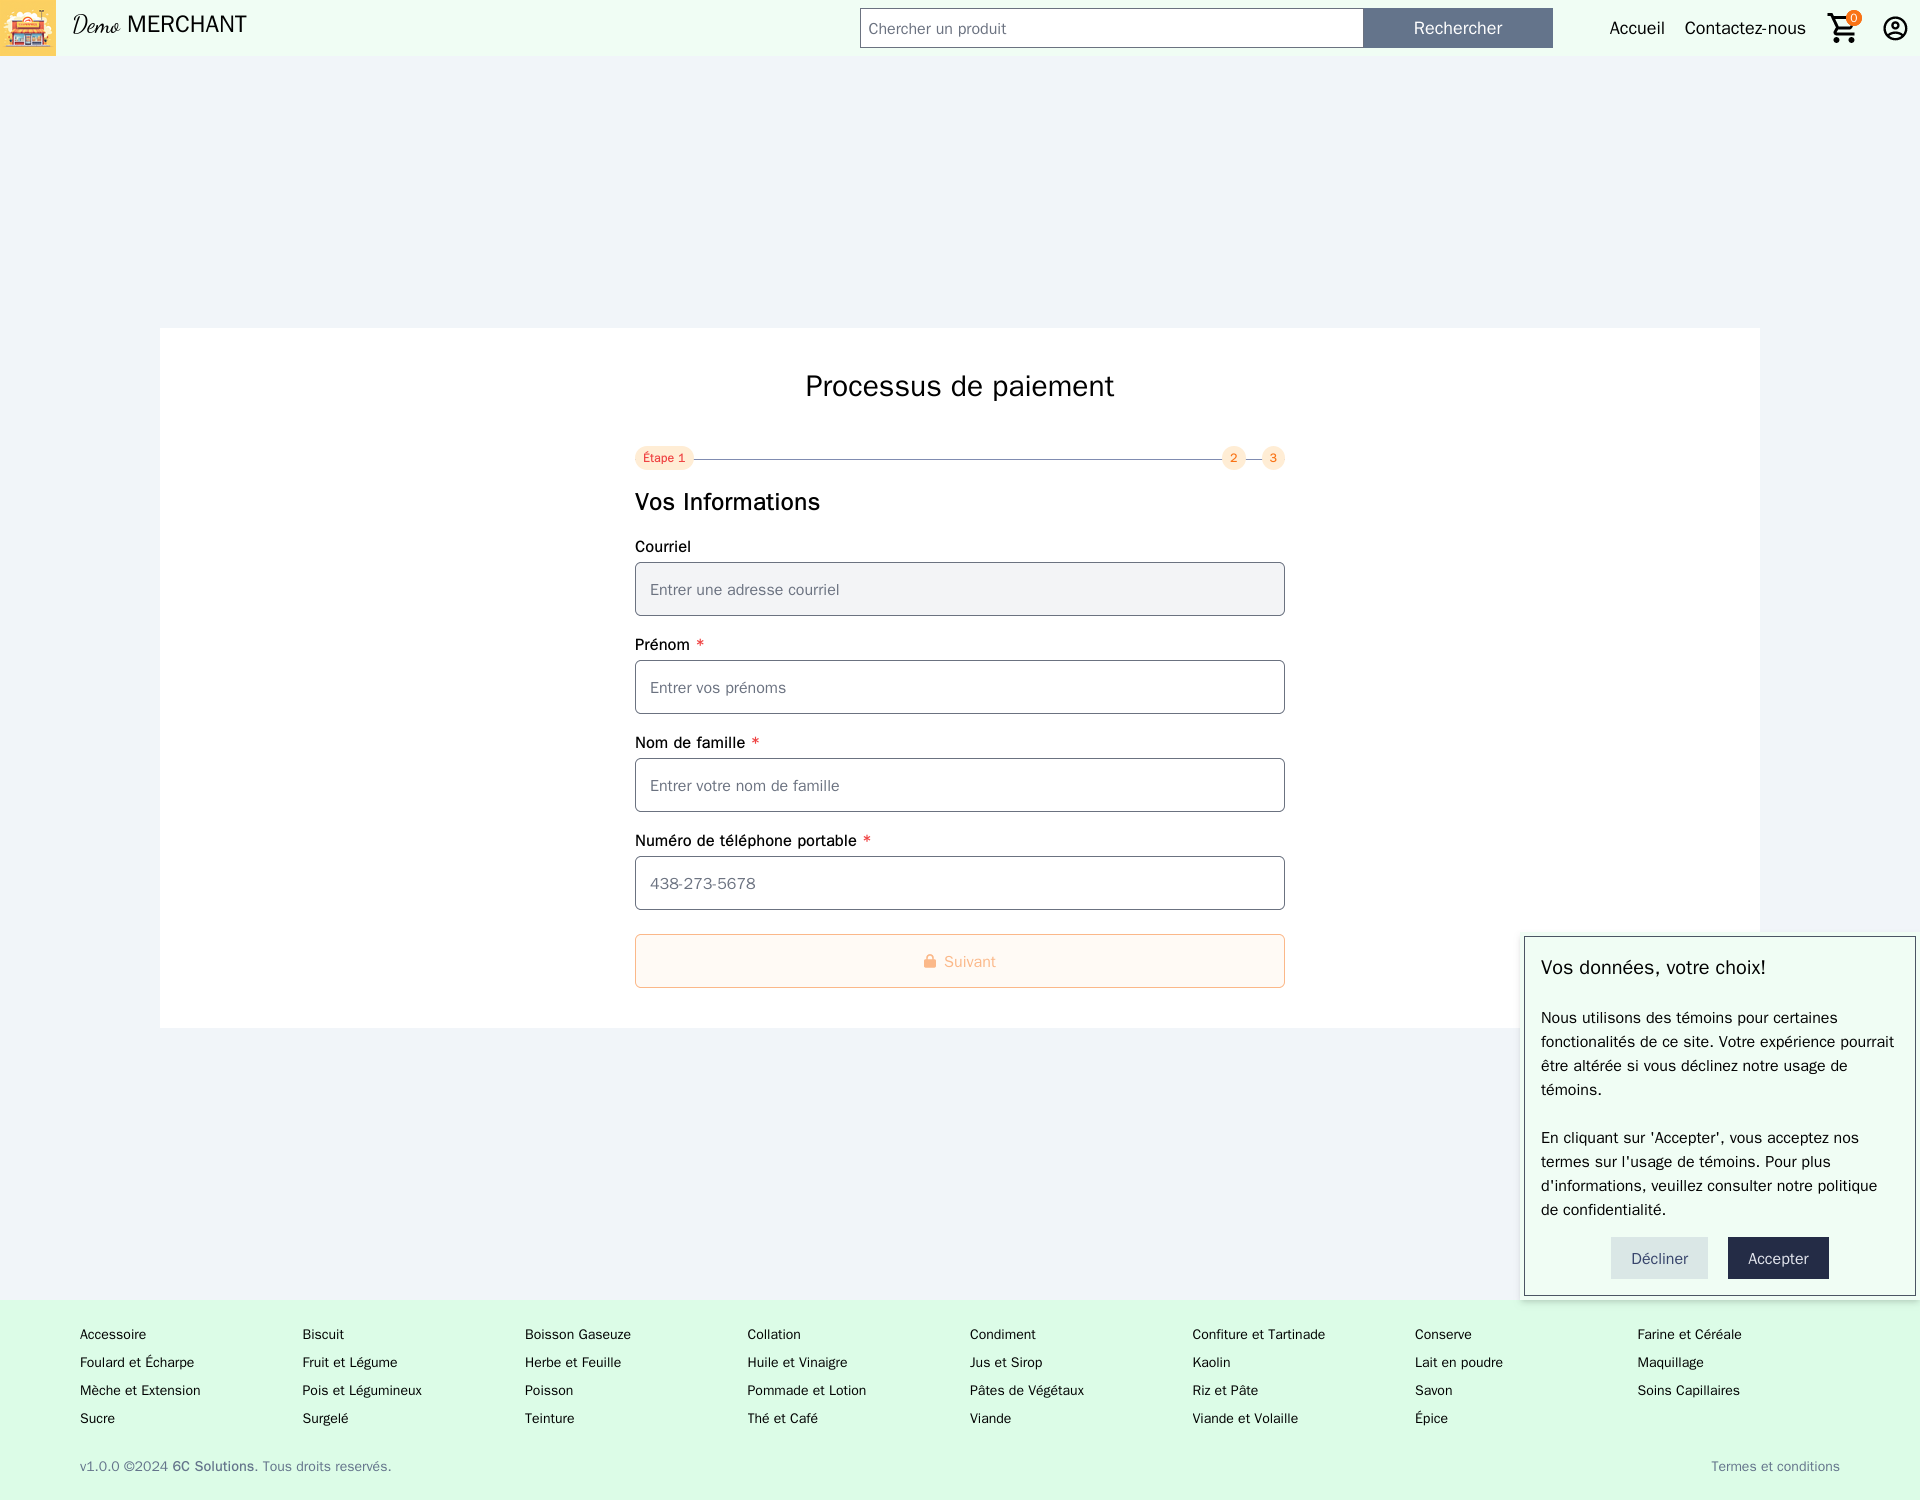 Demo MERCHANT
Chercher un produit
Rechercher
Accueil
Contactez-nous
0
Processus de paiement
Étape 1
2
3
Vos Informations
Courriel
Entrer une adresse courriel
Prénom *
Entrer vos prénoms
Nom de famille *
Entrer votre nom de famille
Numéro de téléphone portable *
438-273-5678
Suivant
Vos données, votre choix!
Nous utilisons des témoins pour certaines
fonctionalités de ce site. Votre expérience pourrait
être altérée si vous déclinez notre usage de
témoins.
En cliquant sur 'Accepter', vous acceptez nos
termes sur l'usage de témoins. Pour plus
d'informations, veuillez consulter notre politique
de confidentialité.
Décliner
Accepter
Accessoire
Biscuit
Boisson Gaseuze
Collation
Condiment
Confiture et Tartinade
Conserve
Farine et Céréale
Foulard et Écharpe
Fruit et Légume
Herbe et Feuille
Huile et Vinaigre
Jus et Sirop
Kaolin
Lait en poudre
Maquillage
Mèche et Extension
Pois et Légumineux
Poisson
Pommade et Lotion
Pâtes de Végétaux
Riz et Pâte
Savon
Soins Capillaires
Sucre
Surgelé
Teinture
Thé et Café
Viande
Viande et Volaille
Épice
v1.0.0 ©2024 6C Solutions. Tous droits reservés.
Termes et conditions